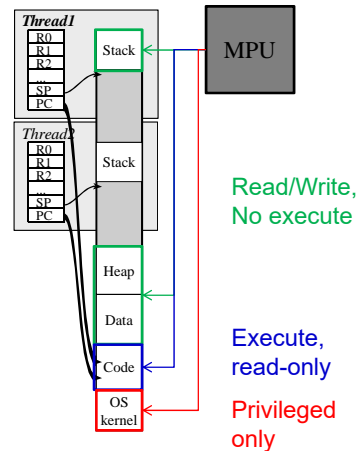 Thread1
R0
R1
R2
...
SP
PC
Stack
MPU
Thread2
R0
R1
R2
...
SP
PC
Stack
Read/Write,
No execute
Heap
Data
Code
Execute,
read-only
OS
kernel
Privileged
only